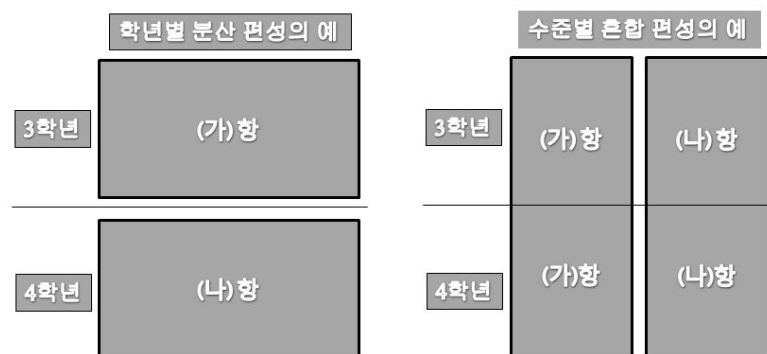 학년별 분산 편성의 예
3학년
(가)항
4학년
(나)항
수준별 혼합 편성의 예
3학년
(가)항
(나)항
4학년
(가)항
(나)항